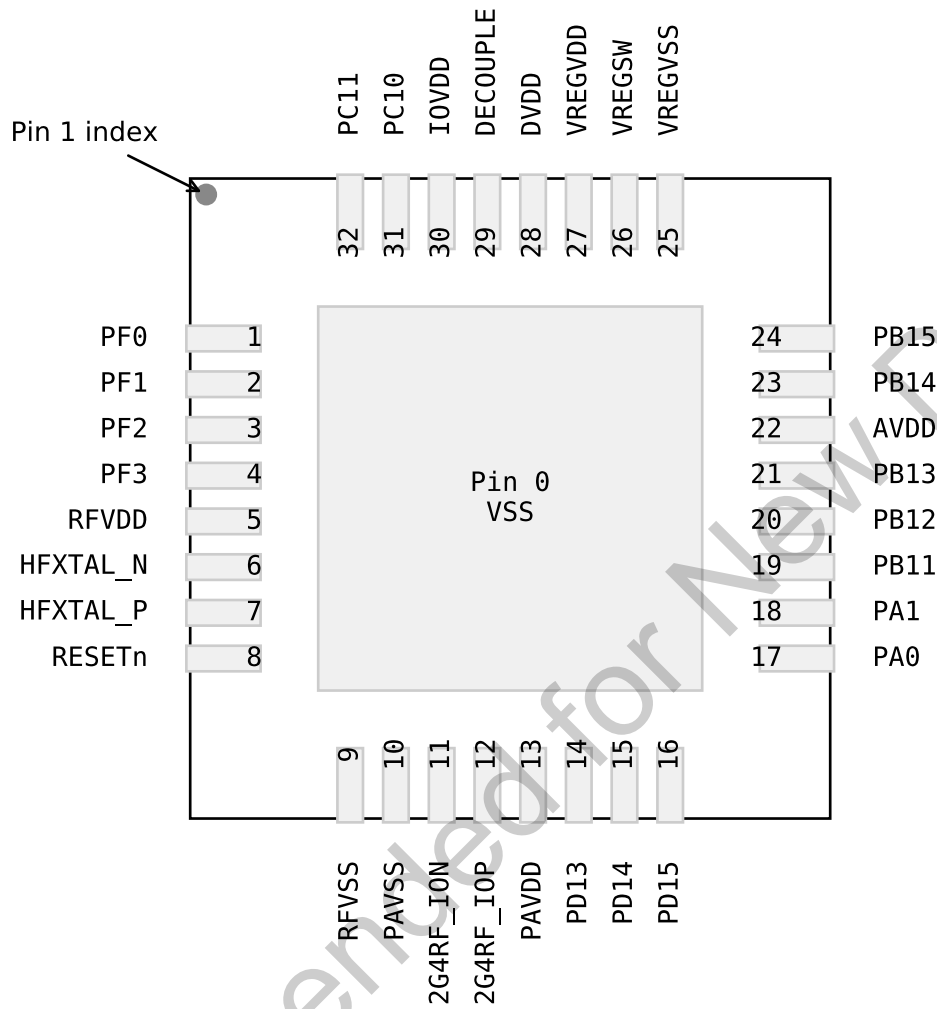 PC11
PC10
IOVDD
DECOUPLE
DVDD
VREGVDD
VREGSW
VREGVSS
Pin 1 index
32
31
30
29
28
27
26
25
PF0 1
24 PB15
PF1 2
23 PB14
PF2 3
22 AVDD
PF3 4
21 PB13
Pin 0
VSS
RFVDD 5
20 PB12
HFXTAL_N 6
19 PB11
HFXTAL_P 7
18 PA1
RESETn 8
17 PA0
9
10
11
12
13
14
15
16
RFVSS
PAVSS
2G4RF_ION
2G4RF_IOP
PAVDD
PD13
PD14
PD15
ended for New